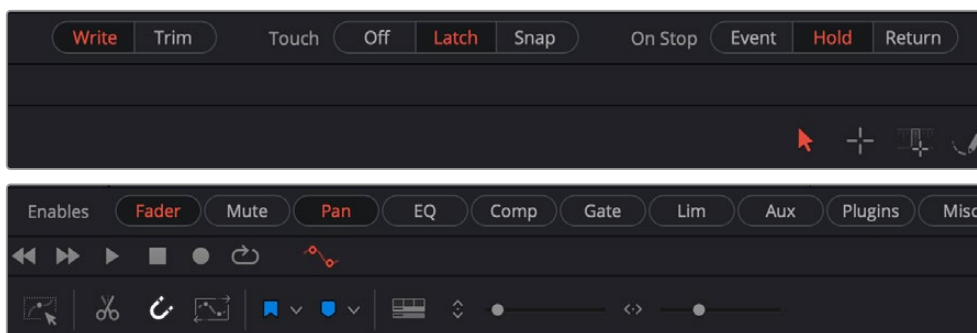 Write Trim Touch Off Latch Snap On Stop Event Hold Return
Enables Fader Mute Pan EQ Comp Gate Lim Aux Plugins Misc